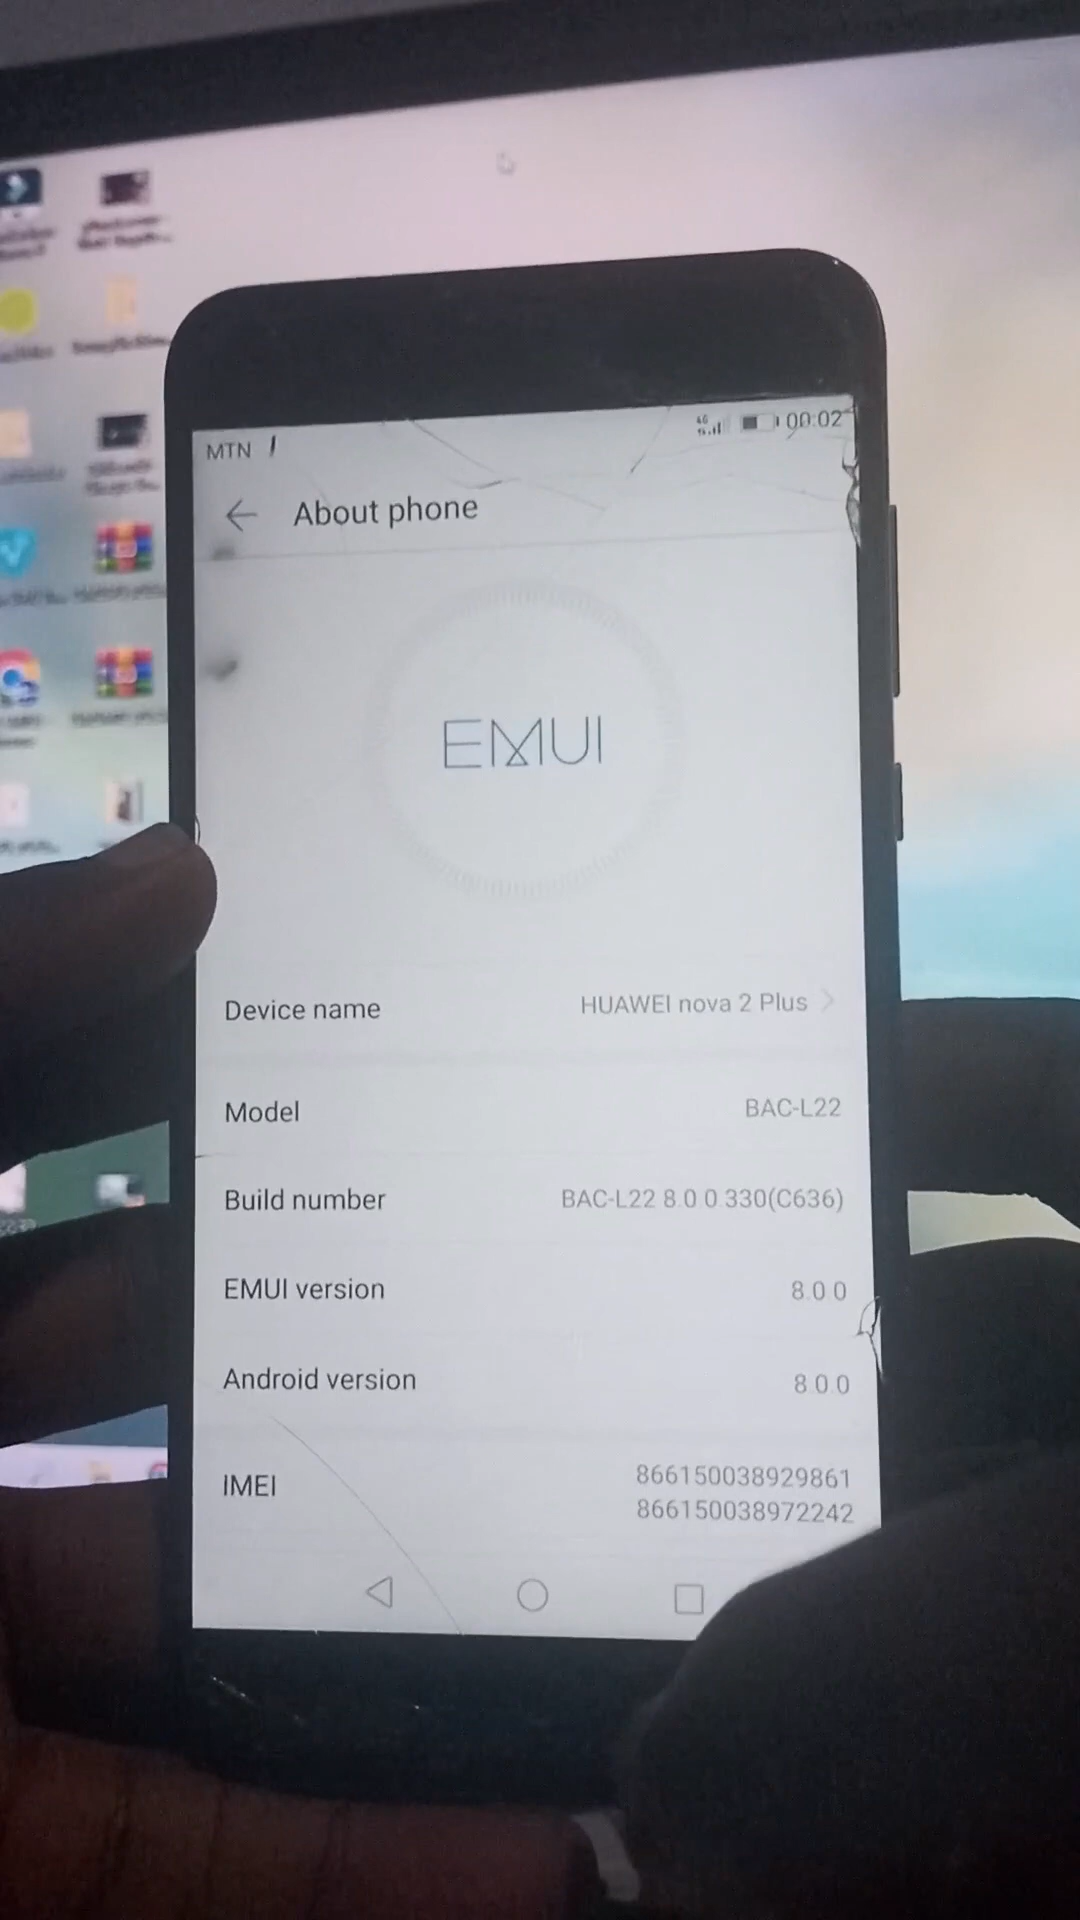 MTN
4G
00:02
About phone
EMUI
Device name HUAWEI nova 2 Plus
Model BAC-L22
Build number BAC-L22 8.0.0.330(C636)
EMUI version 8.0.0
Android version 8.0.0
IMEI 866150038929861
866150038972242